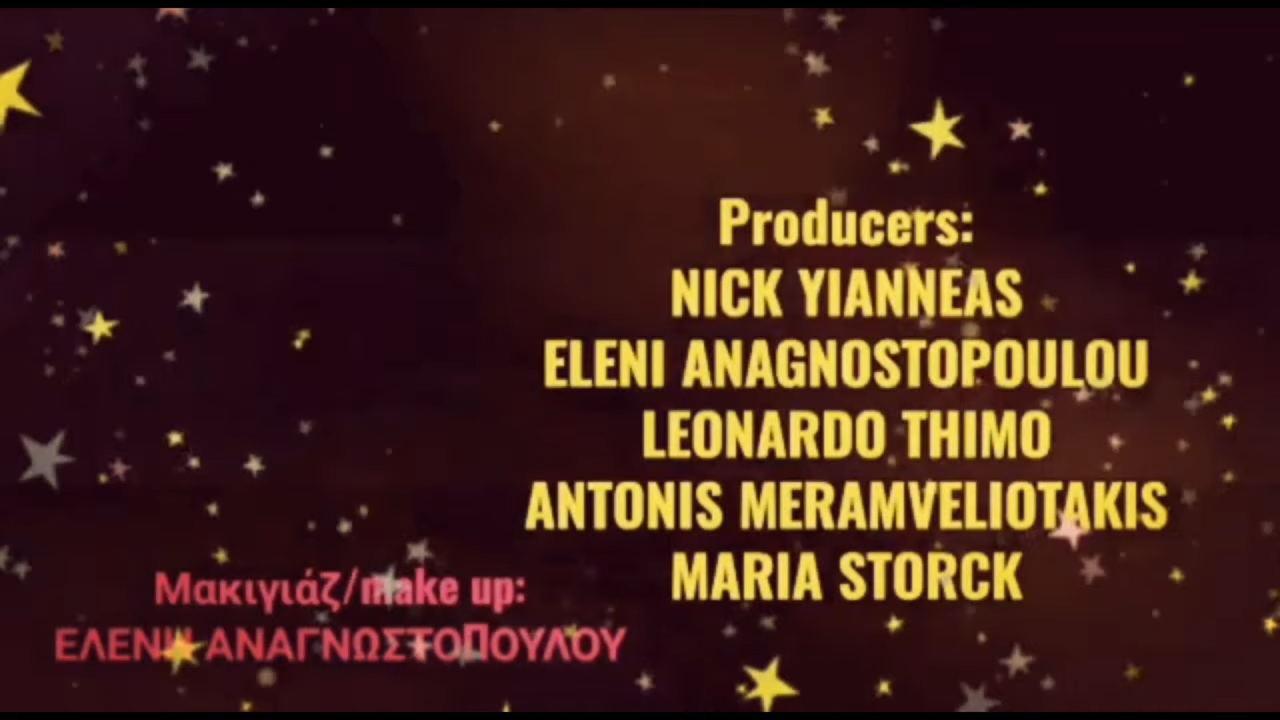 Producers:
NICK YIANNEAS
ELENI ANAGNOSTOPOULOU
LEONARDO THIMO
ANTONIS MERAMVELIOTAKIS
MARIA STORCK
Μακιγιάζ/make up:
ΕΛΕΝΗ ΑΝΑΓΝΩΣΤΟΠΟΥΛΟΥ